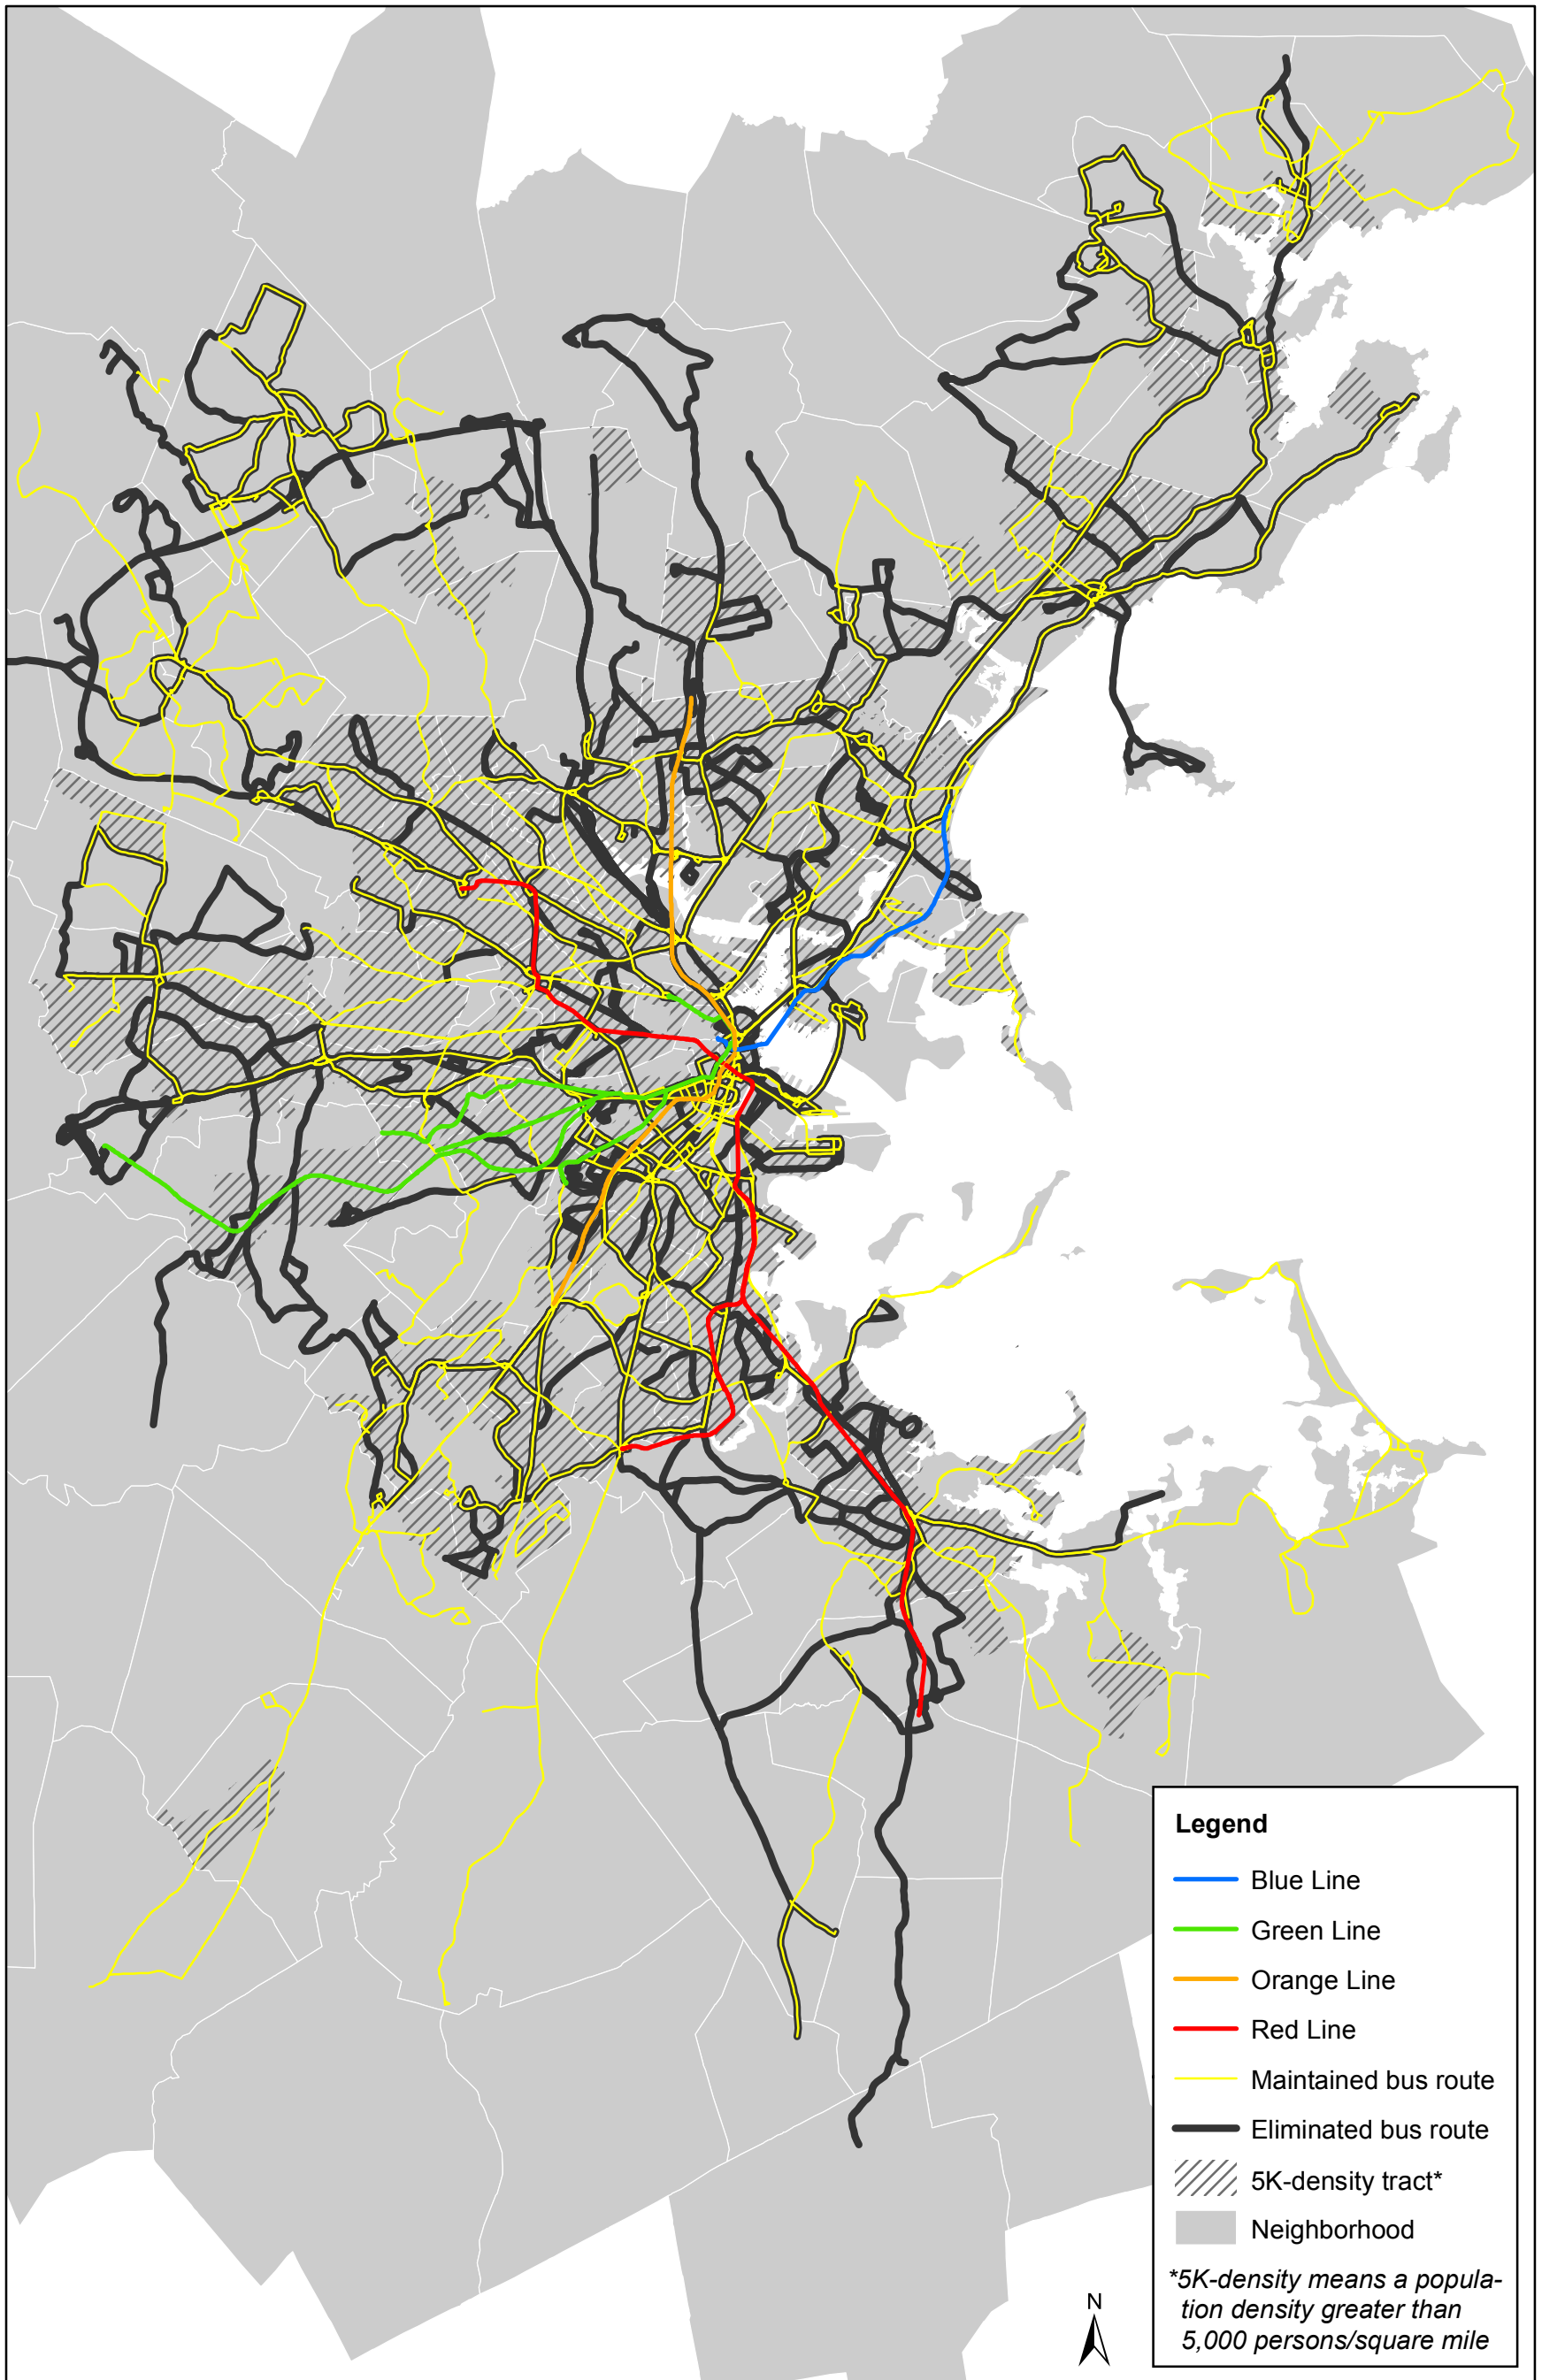 Legend
Blue Line
Green Line
Orange Line
Red Line
Maintained bus route
Eliminated bus route
5K-density tract*
Neighborhood
*5K-density means a popula-
tion density greater than
5,000 persons/square mile
N